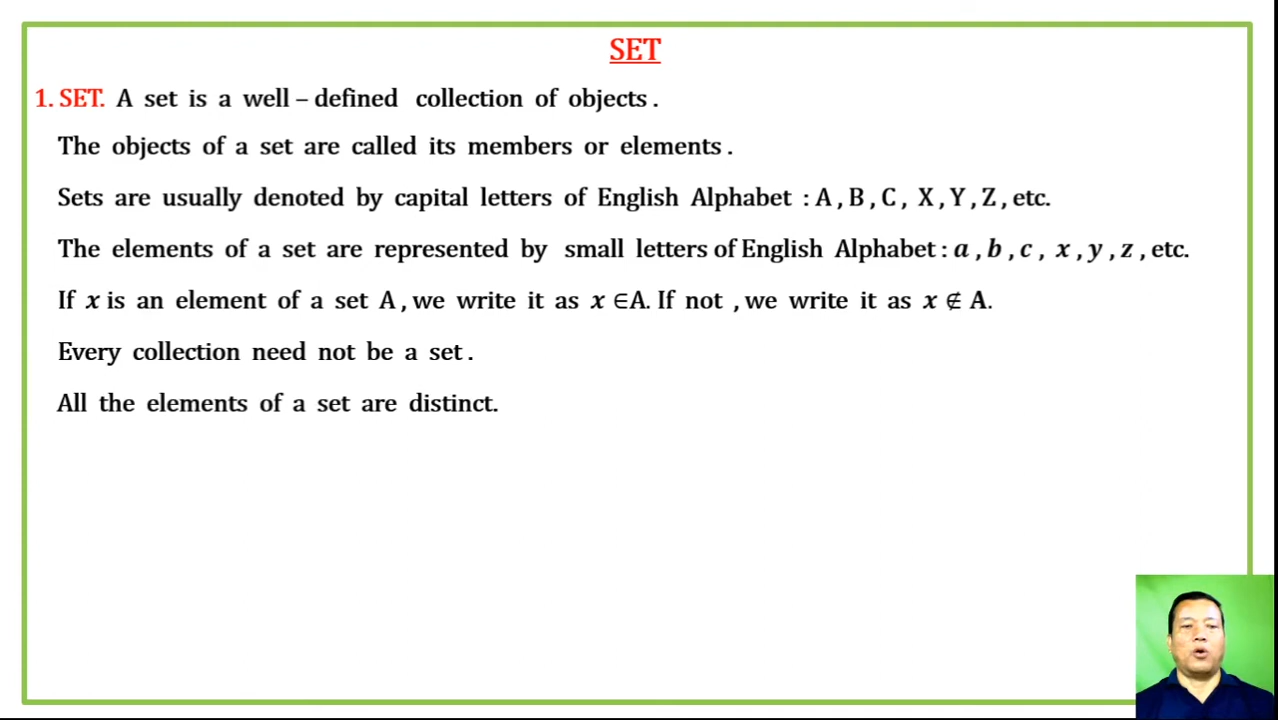 SET
1. SET. A set is a well – defined collection of objects .
The objects of a set are called its members or elements .
Sets are usually denoted by capital letters of English Alphabet : A , B , C , X , Y , Z , etc.
The elements of a set are represented by small letters of English Alphabet : a , b , c , x , y , z , etc.
If x is an element of a set A , we write it as x ∈A. If not , we write it as x ∉ A.
Every collection need not be a set .
All the elements of a set are distinct.